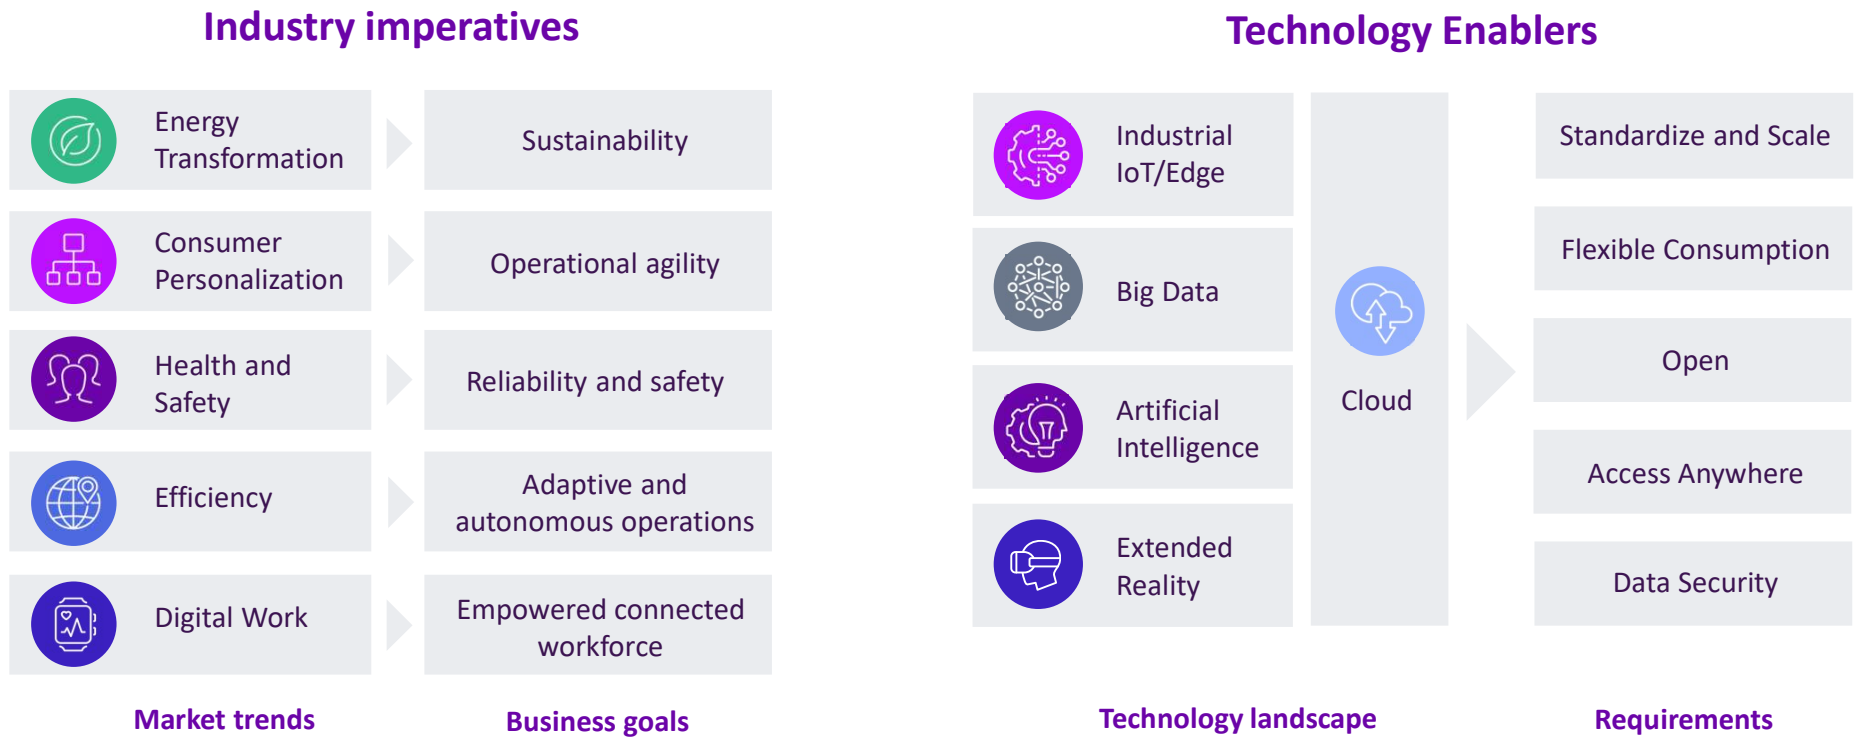 Industry imperatives
Energy
Transformation
Sustainability
Consumer
Personalization
Operational agility
Health and
Safety
Reliability and safety
Efficiency
Adaptive and
autonomous operations
Digital Work
Empowered connected
workforce
Market trends
Business goals
Technology Enablers
Industrial
IoT/Edge
Big Data
Artificial
Intelligence
Extended
Reality
Cloud
Standardize and Scale
Flexible Consumption
Open
Access Anywhere
Data Security
Technology landscape
Requirements